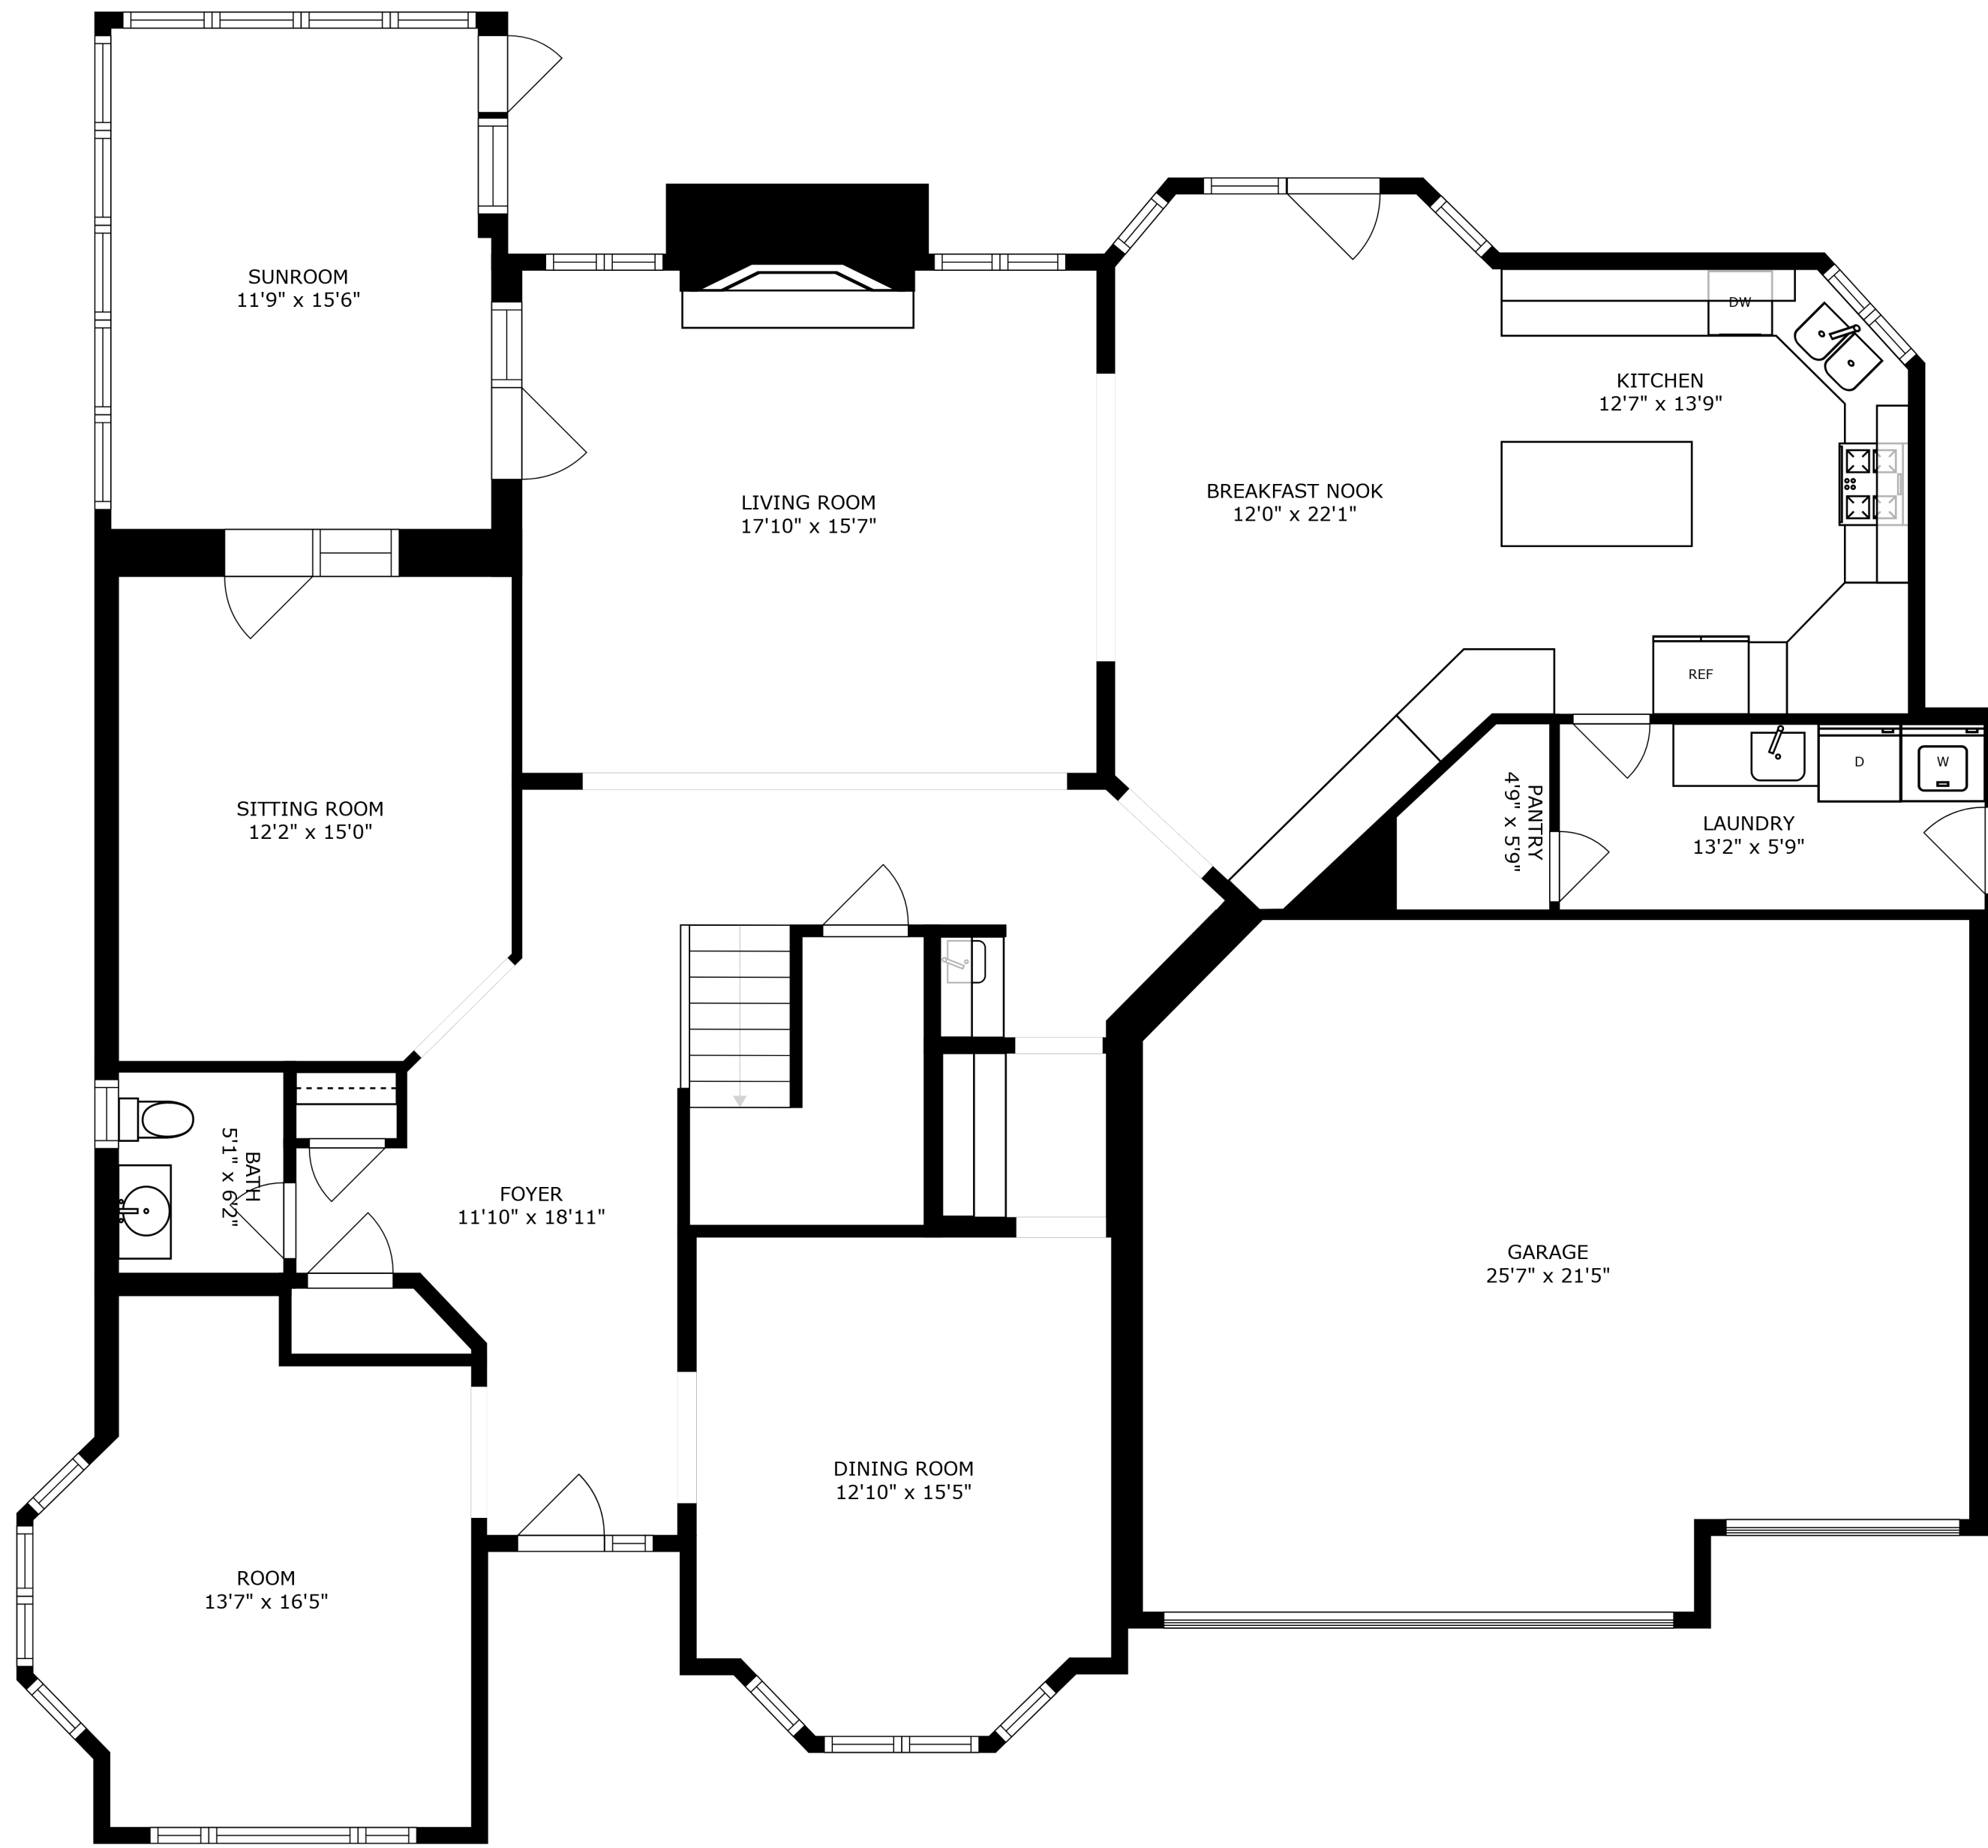 SUNROOM
11'9" x 15'6"
DW
KITCHEN
12'7" x 13'9"
LIVING ROOM
17'10" x 15'7"
BREAKFAST NOOK
12'0" x 22'1"
REF
SITTING ROOM
12'2" x 15'0"
PANTRY
4'9" x 5'9"
LAUNDRY
13'2" x 5'9"
D
W
BATH
5'1" x 6'2"
FOYER
11'10" x 18'11"
GARAGE
25'7" x 21'5"
DINING ROOM
12'10" x 15'5"
ROOM
13'7" x 16'5"